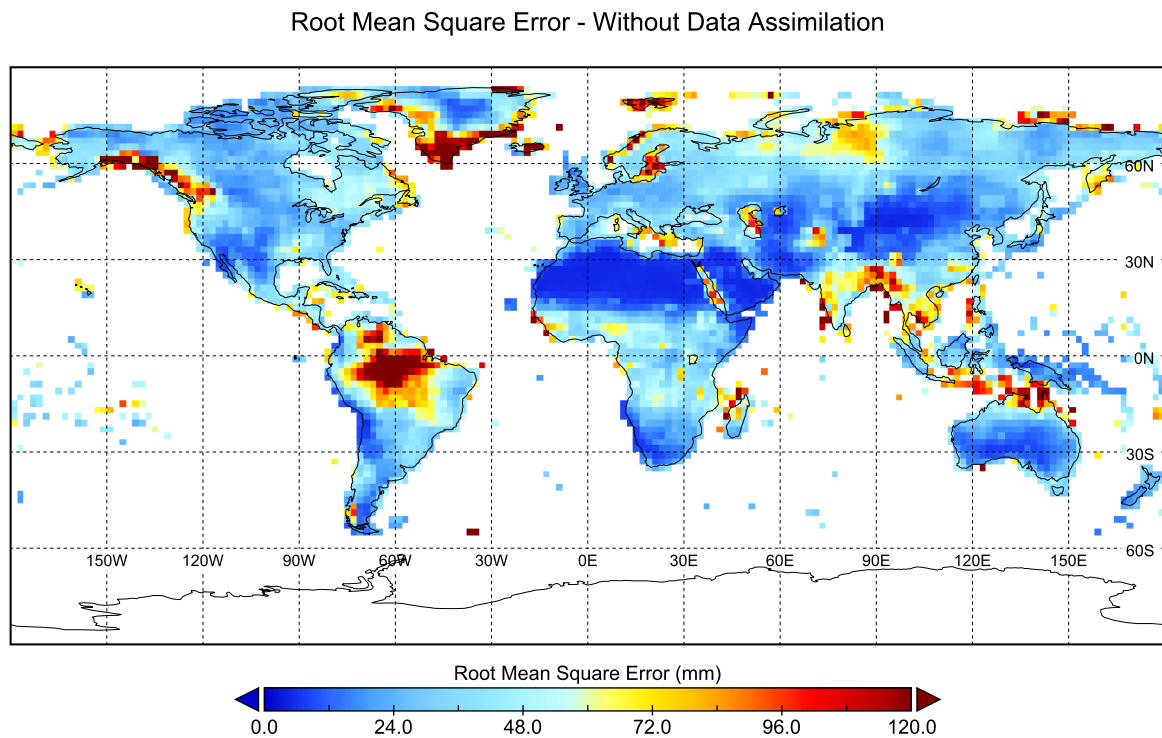 Root Mean Square Error - Without Data Assimilation
60N
30N
0N
30S
60S
150W 120W 90W 60W 30W 0E 30E 60E 90E 120E 150E
Root Mean Square Error (mm)
0.0 24.0 48.0 72.0 96.0 120.0